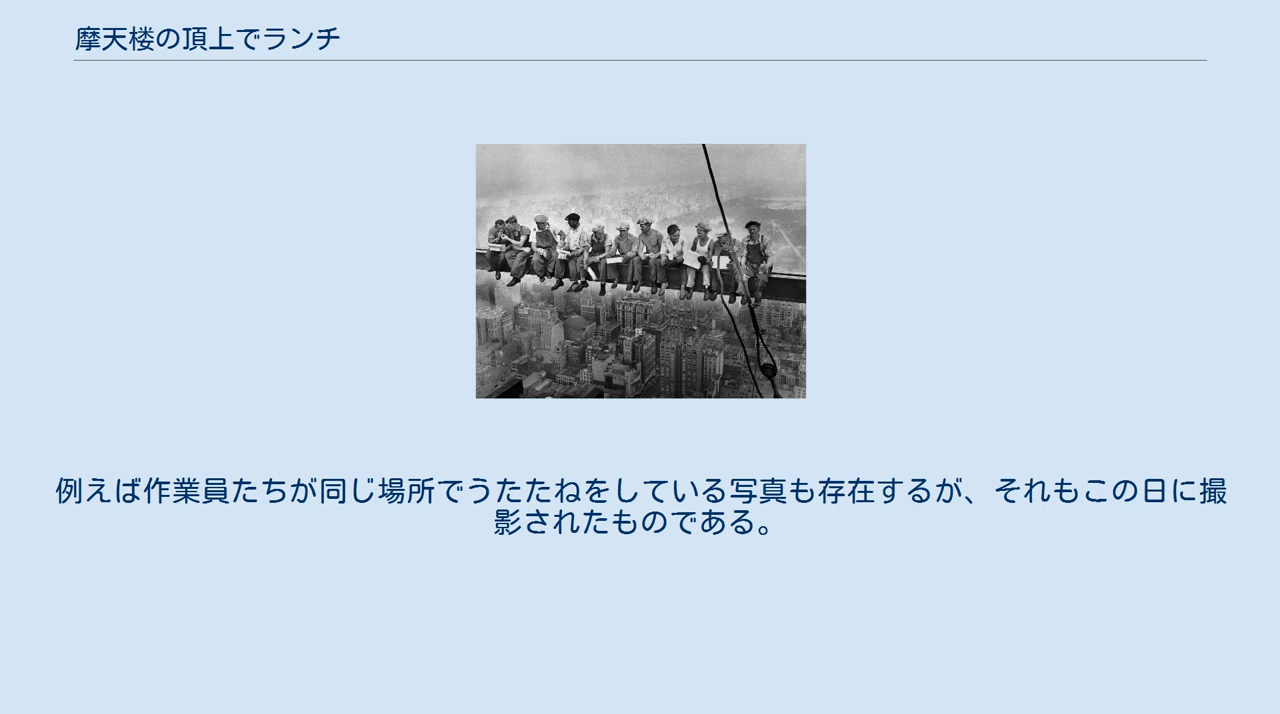 摩天楼の頂上でランチ
例えば作業員たちが同じ場所でうたたねをしている写真も存在するが、それもこの日に撮
影されたものである。